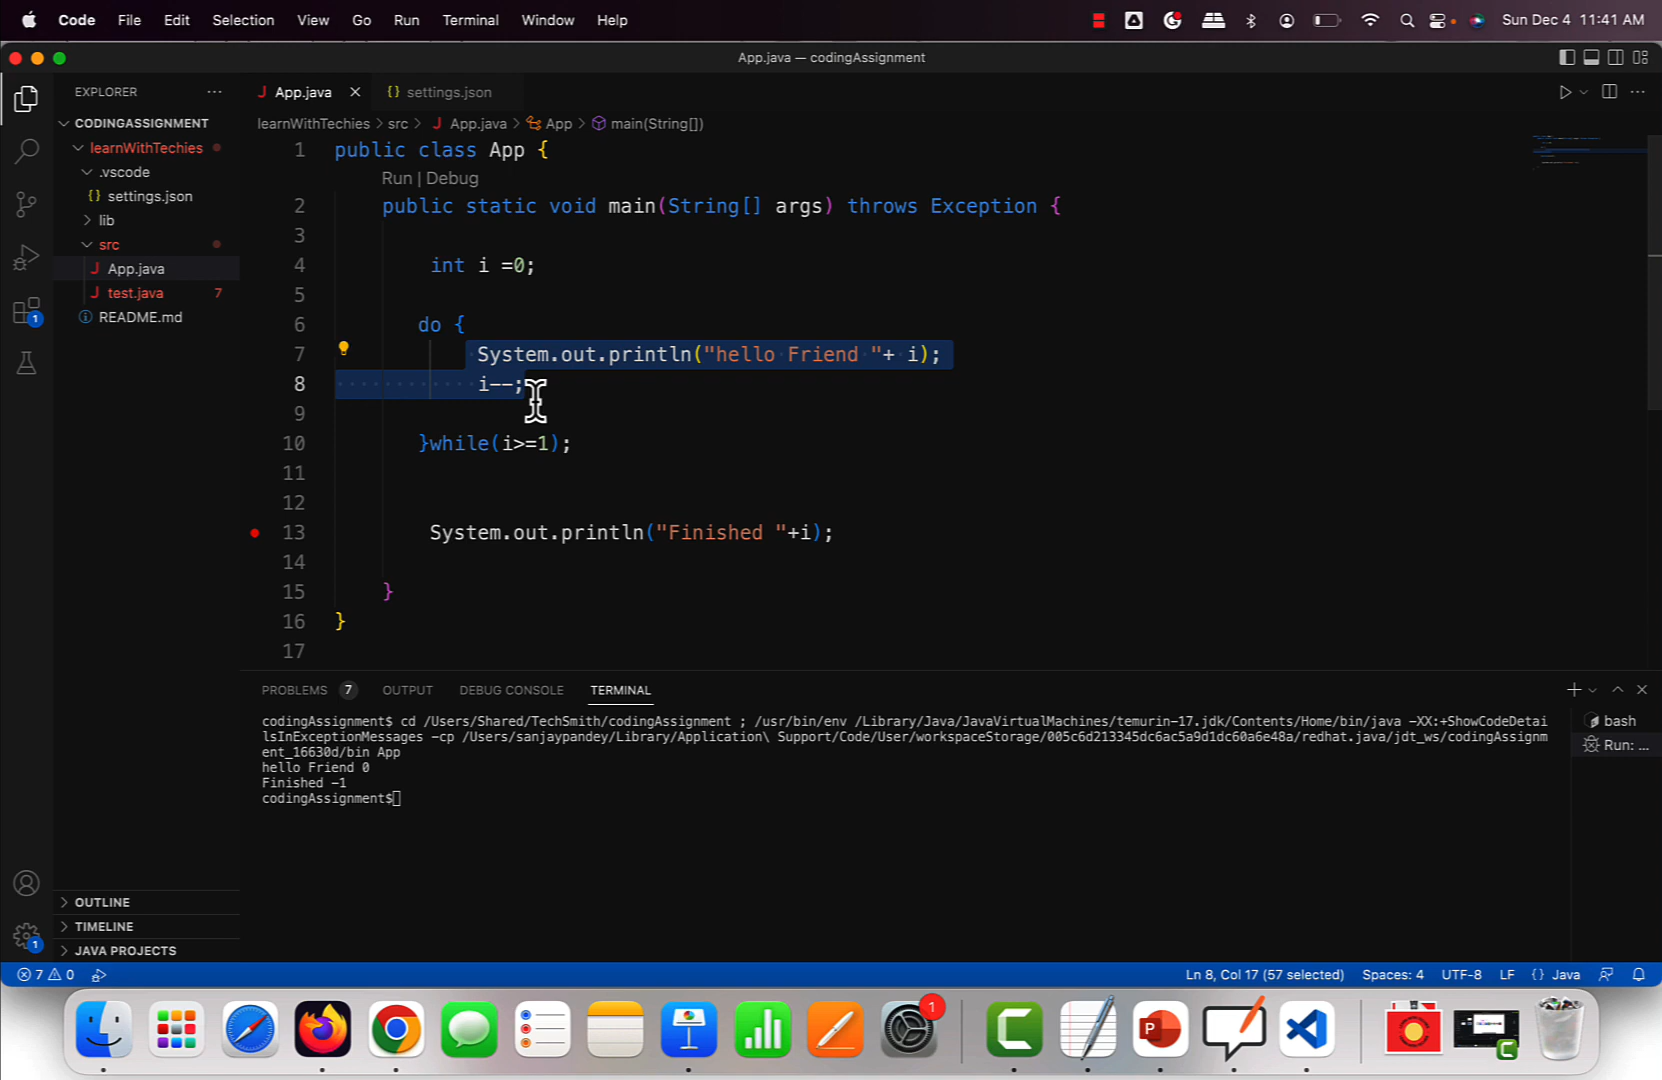 Code File Edit Selection View Go Run Terminal Window Help Sun Dec 4 11:41 AM
App.java — codingAssignment
EXPLORER ···
App.java
{} settings.json
CODINGASSIGNMENT
learnWithTechies
.vscode
{} settings.json
lib
src
App.java
test.java 7
README.md
learnWithTechies > src > App.java > App > main(String[])
1 public class App {
Run | Debug
2 public static void main(String[] args) throws Exception {
3
4 int i =0;
5
6 do {
7 System.out.println("hello Friend "+ i);
8 i--;
9
10 }while(i>=1);
11
12
13 System.out.println("Finished "+i);
14
15 }
16 }
17
PROBLEMS 7 OUTPUT DEBUG CONSOLE TERMINAL
codingAssignment$ cd /Users/Shared/TechSmith/codingAssignment ; /usr/bin/env /Library/Java/JavaVirtualMachines/temurin-17.jdk/Contents/Home/bin/java -XX:+ShowCodeDetai
lsInExceptionMessages -cp /Users/sanjaypandey/Library/Application\ Support/Code/User/workspaceStorage/005c6d213345dc6ac5a9d1dc60a6e48a/redhat.java/jdt_ws/codingAssignm
ent_16630d/bin App
hello Friend 0
Finished -1
codingAssignment$
bash
Run: ...
1
1
OUTLINE
TIMELINE
JAVA PROJECTS
7 0 Ln 8, Col 17 (57 selected) Spaces: 4 UTF-8 LF {} Java
1